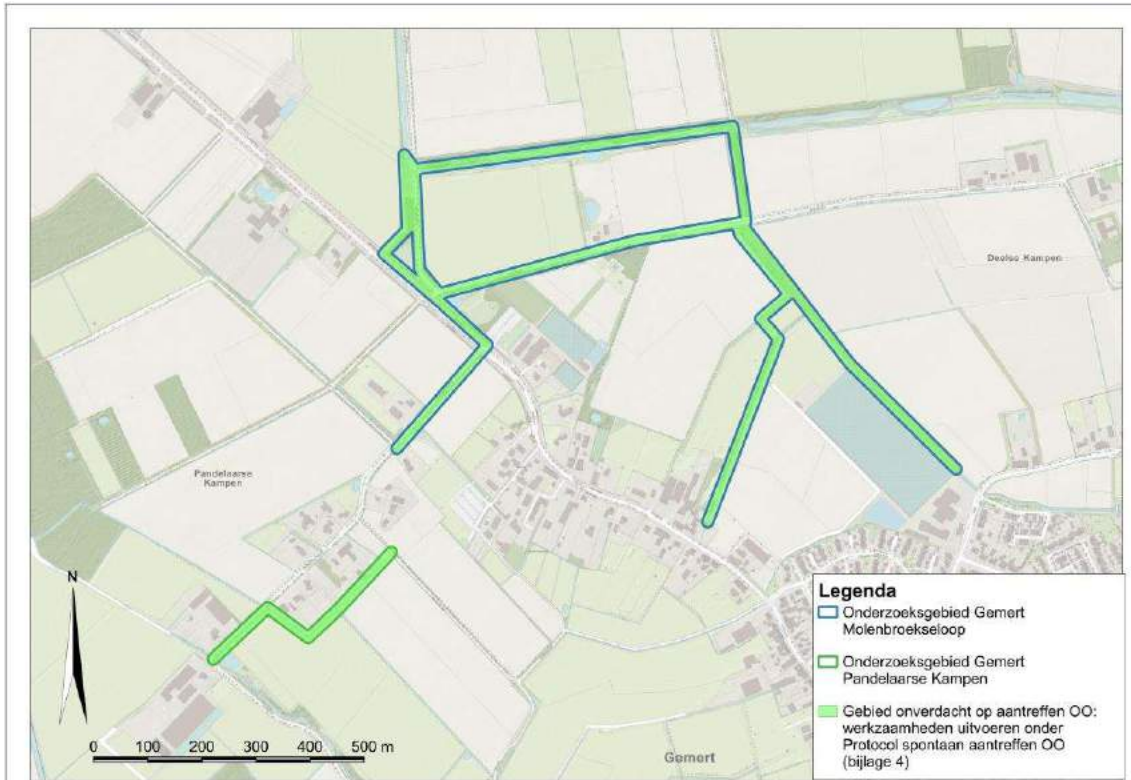 Deelse Kampen
Pandelaarse
Kampen
N
0 100 200 300 400 500 m
Gemert
Legenda
Onderzoeksgebied Gemert
Molenbroekseloop
Onderzoeksgebied Gemert
Pandelaarse Kampen
Gebied onverdacht op aantreffen OO:
werkzaamheden uitvoeren onder
Protocol spontaan aantreffen OO
(bijlage 4)